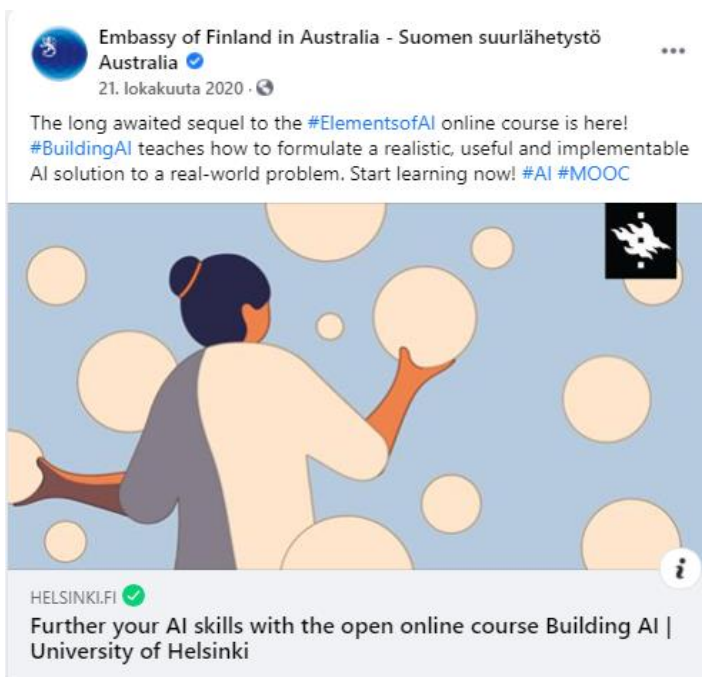 Embassy of Finland in Australia - Suomen suurlähetystö
Australia
21. lokakuuta 2020 ·
The long awaited sequel to the #ElementsofAI online course is here!
#BuildingAI teaches how to formulate a realistic, useful and implementable
AI solution to a real-world problem. Start learning now! #AI #MOOC
HELSINKI.FI
Further your AI skills with the open online course Building AI |
University of Helsinki